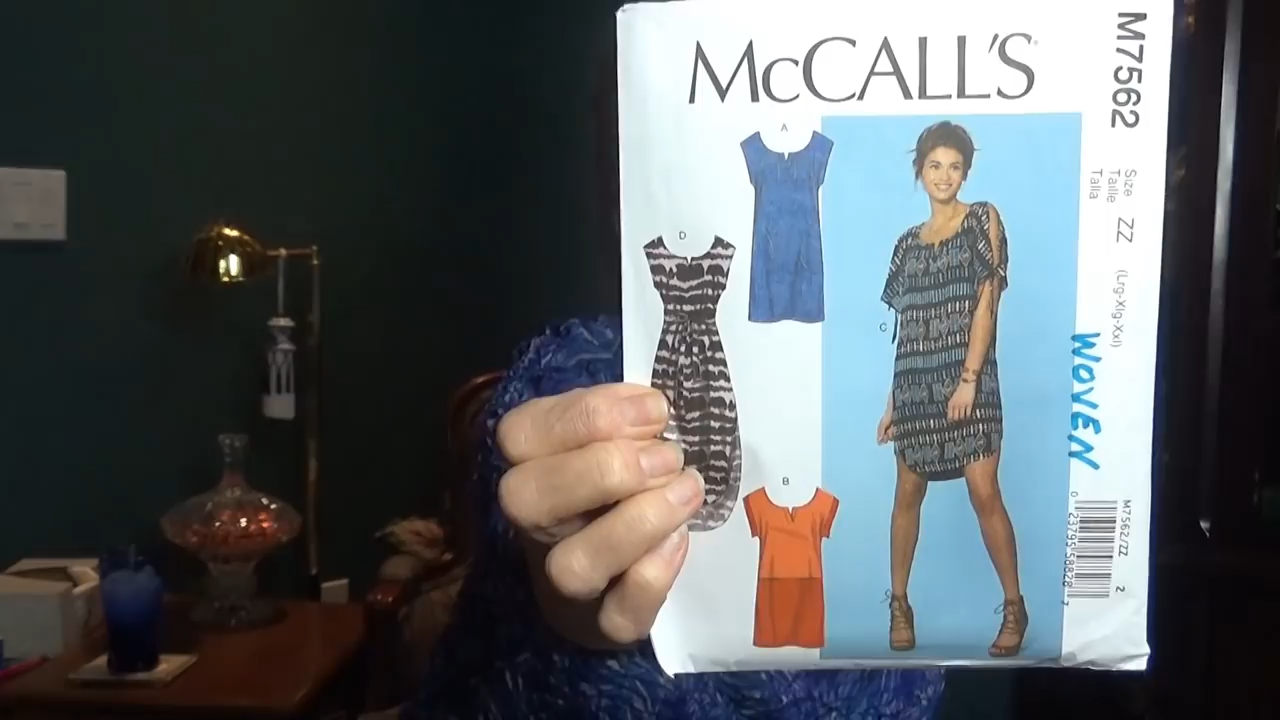 McCALL'S
M7562
Size ZZ (Lrg-Xlg-Xxl)
Taille
Talla
A
D
C
B
WOVEN
M7562/ZZ
0 23795 58828 7
2